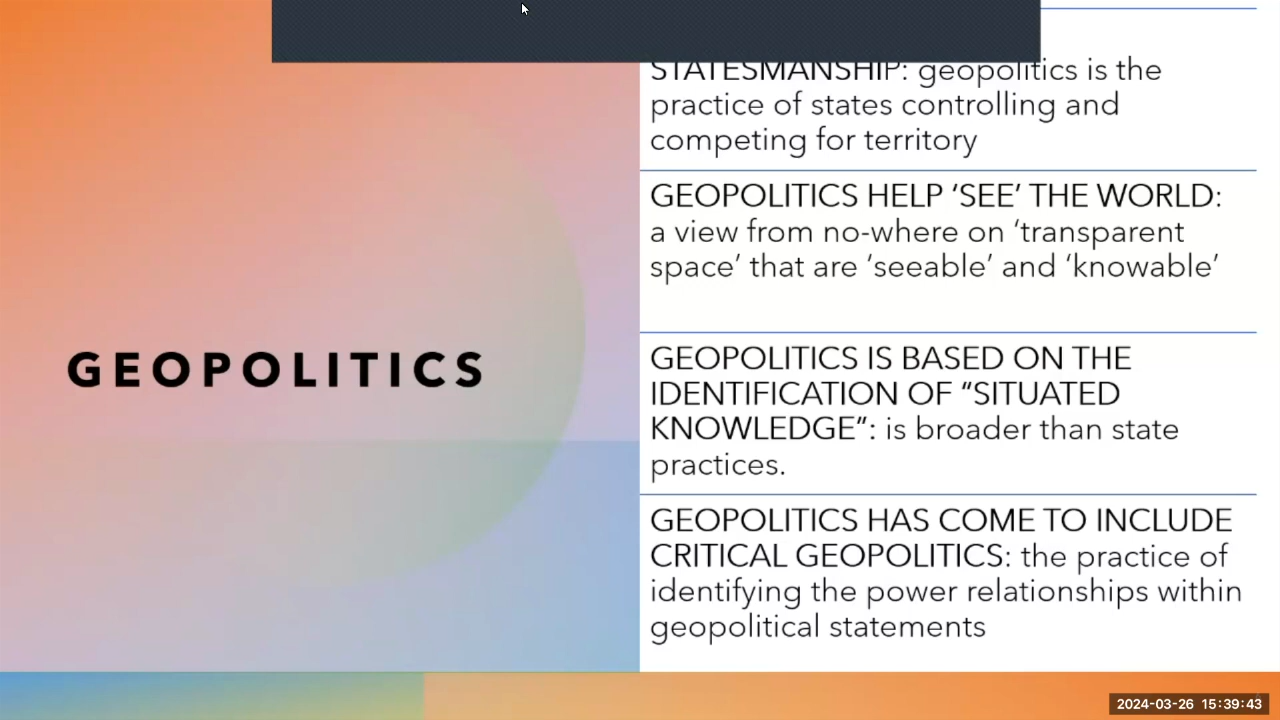 GEOPOLITICS
STATESMANSHIP: geopolitics is the
practice of states controlling and
competing for territory
GEOPOLITICS HELP ‘SEE’ THE WORLD:
a view from no-where on ‘transparent
space’ that are ‘seeable’ and ‘knowable’
GEOPOLITICS IS BASED ON THE
IDENTIFICATION OF “SITUATED
KNOWLEDGE”: is broader than state
practices.
GEOPOLITICS HAS COME TO INCLUDE
CRITICAL GEOPOLITICS: the practice of
identifying the power relationships within
geopolitical statements
2024-03-26 15:39:43